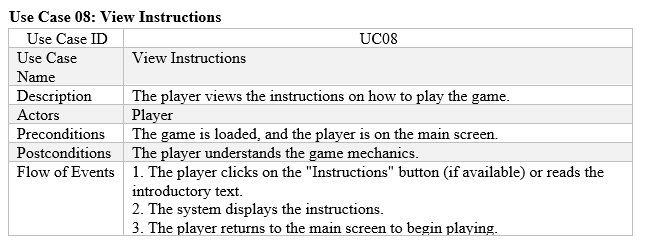 Use Case 08: View Instructions
Use Case ID UC08
Use Case View Instructions
Name
Description The player views the instructions on how to play the game.
Actors Player
Preconditions The game is loaded, and the player is on the main screen.
Postconditions The player understands the game mechanics.
Flow of Events 1. The player clicks on the "Instructions" button (if available) or reads the
introductory text.
2. The system displays the instructions.
3. The player returns to the main screen to begin playing.